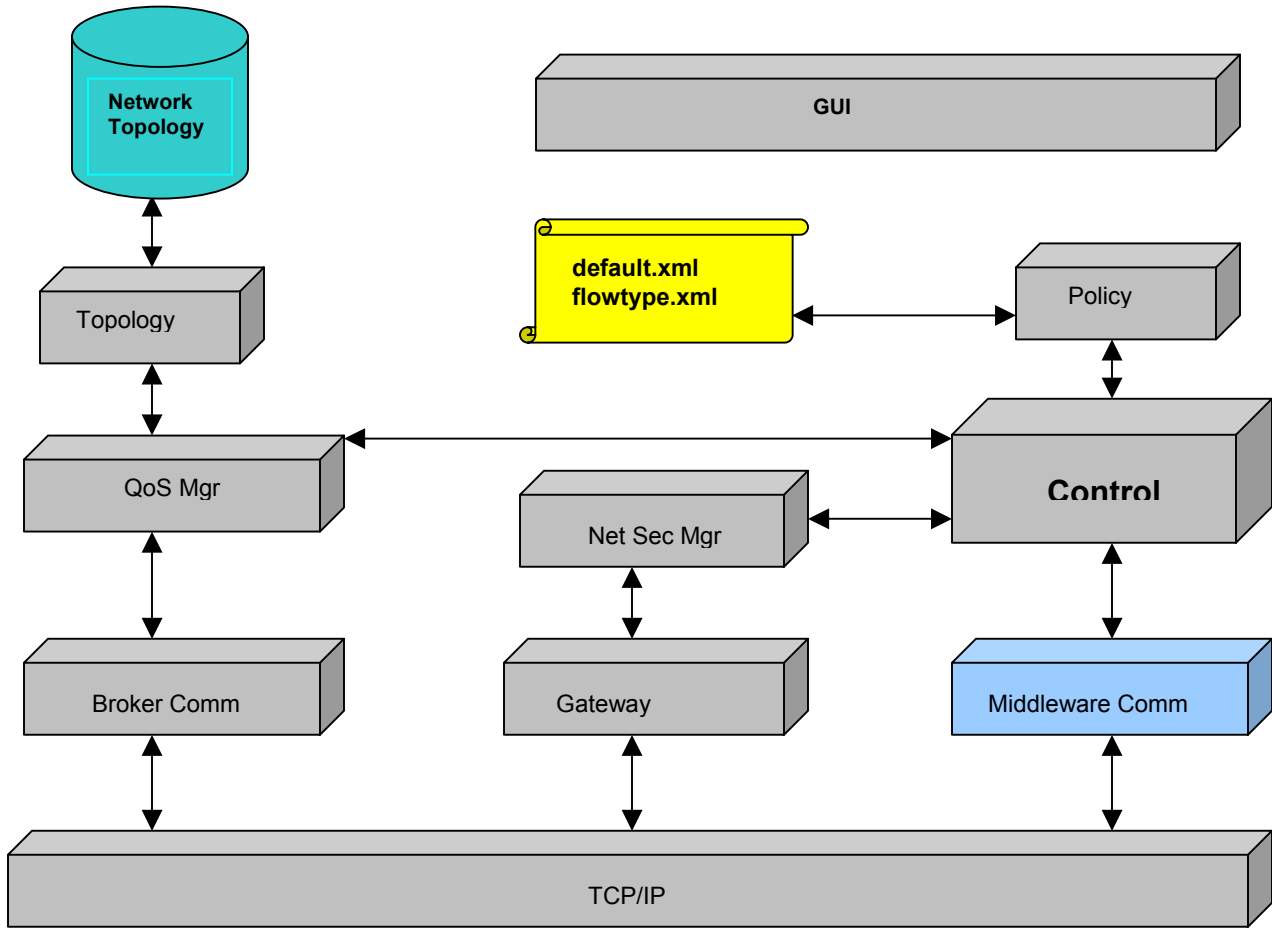 Network
Topology
GUI
default.xml
flowtype.xml
Policy
Topology
QoS Mgr
Control
Net Sec Mgr
Broker Comm
Gateway
Middleware Comm
TCP/IP